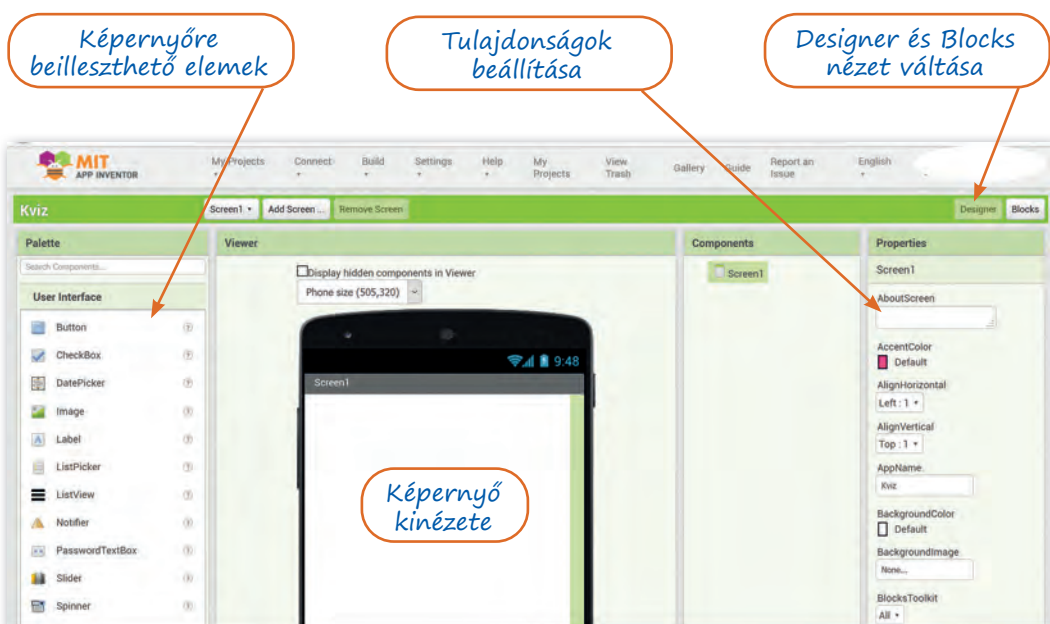 Képernyőre
beilleszthető elemek
Tulajdonságok
beállítása
Designer és Blocks
nézet váltása
MIT
APP INVENTOR
My Projects
Connect
Build
Settings
Help
My
Projects
View
Trash
Gallery
Guide
Report an
Issue
English
Kviz
Screen1
Add Screen ...
Remove Screen
Designer
Blocks
Palette
Viewer
Components
Properties
Search Components...
User Interface
Button
CheckBox
DatePicker
Image
Label
ListPicker
ListView
Notifier
PasswordTextBox
Slider
Spinner
Display hidden components in Viewer
Phone size (505,320)
9:48
Screen1
Képernyő
kinézete
Screen1
Screen1
AboutScreen
AccentColor
Default
AlignHorizontal
Left : 1
AlignVertical
Top : 1
AppName
Kviz
BackgroundColor
Default
BackgroundImage
None...
BlocksToolkit
All